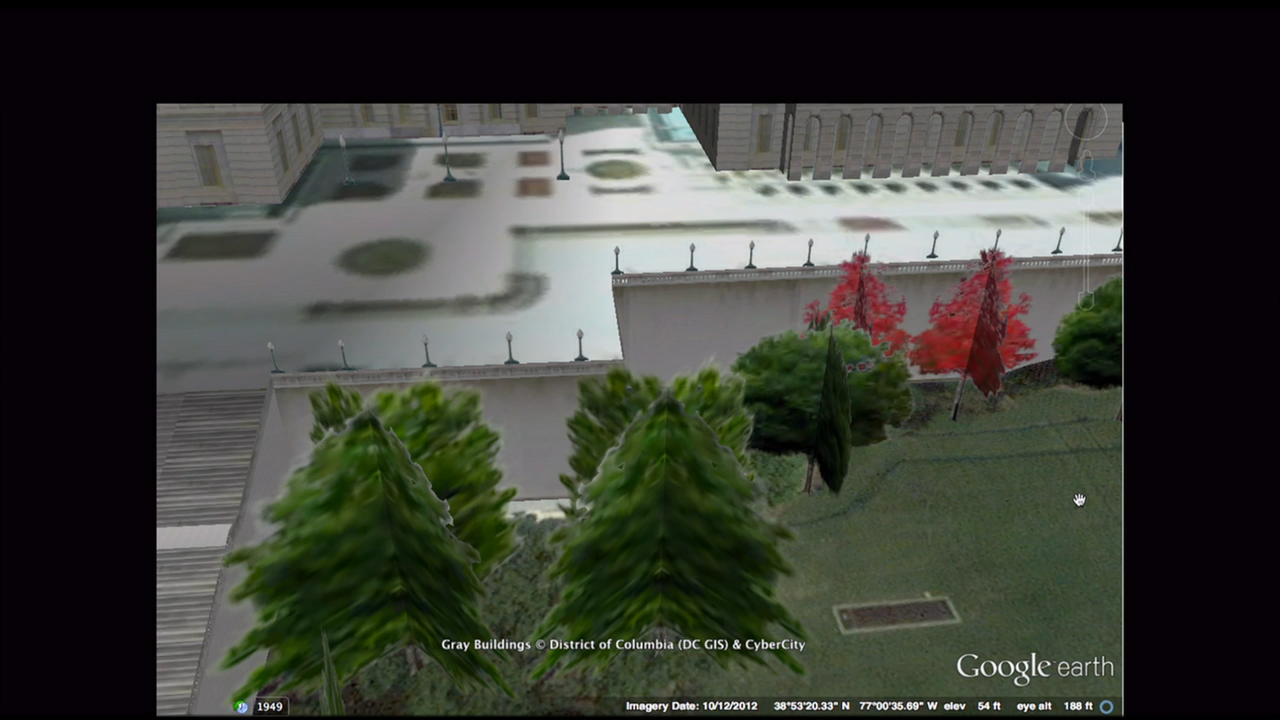 Gray Buildings © District of Columbia (DC GIS) & CyberCity
Google earth
1949
Imagery Date: 10/12/2012 38°53'20.33" N 77°00'35.69" W elev 54 ft eye alt 188 ft